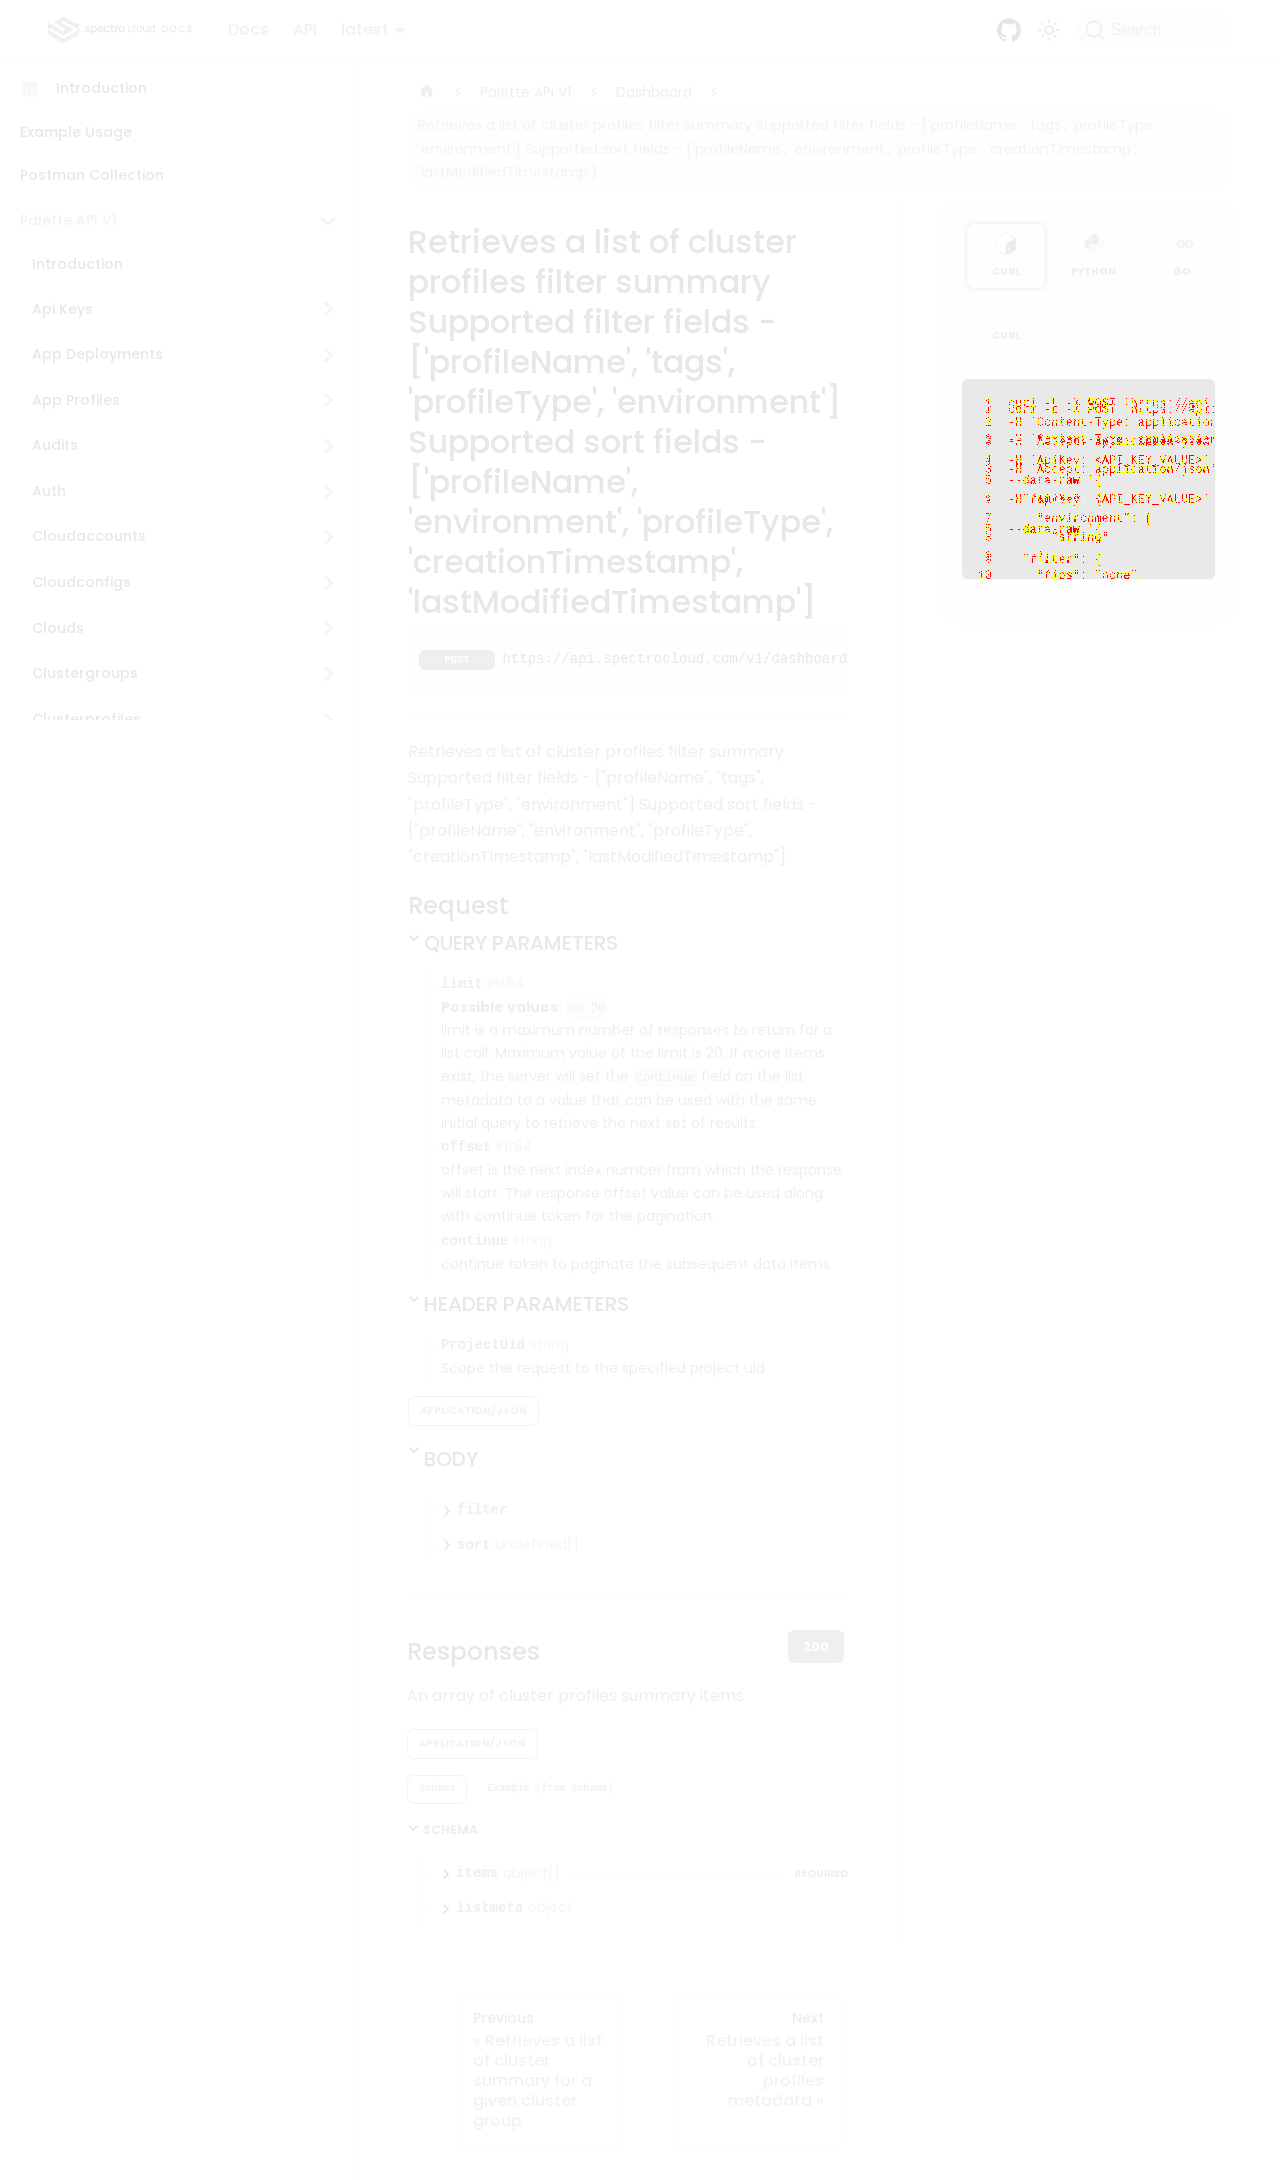 spectro cloud DOCS
Docs
API
latest
Search
Introduction
Example Usage
Postman Collection
Palette API V1
Introduction
Api Keys
App Deployments
App Profiles
Audits
Auth
Cloudaccounts
Cloudconfigs
Clouds
Clustergroups
Clusterprofiles
Palette API V1
Dashboard
Retrieves a list of cluster profiles filter summary Supported filter fields - ['profileName', 'tags', 'profileType',
'environment'] Supported sort fields - ['profileName', 'environment', 'profileType', 'creationTimestamp',
'lastModifiedTimestamp']
Retrieves a list of cluster
profiles filter summary
Supported filter fields -
['profileName', 'tags',
'profileType', 'environment']
Supported sort fields -
['profileName',
'environment', 'profileType',
'creationTimestamp',
'lastModifiedTimestamp']
POST https://api.spectrocloud.com/v1/dashboard
Retrieves a list of cluster profiles filter summary
Supported filter fields - ["profileName", "tags",
"profileType", "environment"] Supported sort fields -
["profileName", "environment", "profileType",
"creationTimestamp", "lastModifiedTimestamp"]
Request
QUERY PARAMETERS
limit int64
Possible values: <= 20
limit is a maximum number of responses to return for a
list call. Maximum value of the limit is 20. If more items
exist, the server will set the continue field on the list
metadata to a value that can be used with the same
initial query to retrieve the next set of results.
offset int64
offset is the next index number from which the response
will start. The response offset value can be used along
with continue token for the pagination.
continue string
continue token to paginate the subsequent data items
HEADER PARAMETERS
ProjectUid string
Scope the request to the specified project uid
APPLICATION/JSON
BODY
filter
sort undefined[]
Responses
200
An array of cluster profiles summary items
APPLICATION/JSON
Schema
Example (from schema)
SCHEMA
items object[]
REQUIRED
listmeta object
Previous
« Retrieves a list
of cluster
summary for a
given cluster
group
Next
Retrieves a list
of cluster
profiles
metadata »
CURL
PYTHON
GO
CURL
2 -H 'Content-Type: application
-H 'ApiKey: <API_KEY_VALUE>'
-H 'Accept: application/json'
--data-raw '{
-H 'ApiKey: <API_KEY_VALUE>'
7 "environment": {
--data-raw '{
"string"
"filter": {
10 "fips": "none",